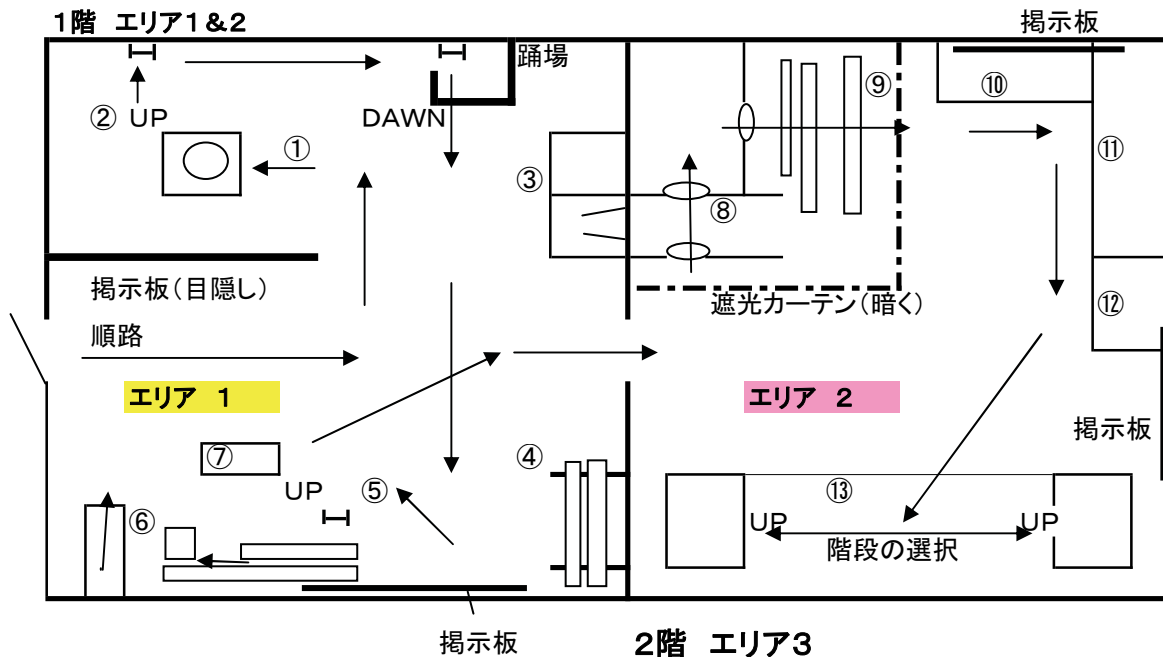 1階 エリア1&2
掲示板
踊場
② UP
DAWN
①
③
⑧
⑨
⑩
⑪
⑫
掲示板(目隠し)
順路
遮光カーテン(暗く)
エリア 1
エリア 2
掲示板
⑦
④
UP
⑤
⑥
⑬
UP
UP
階段の選択
掲示板
2階 エリア3